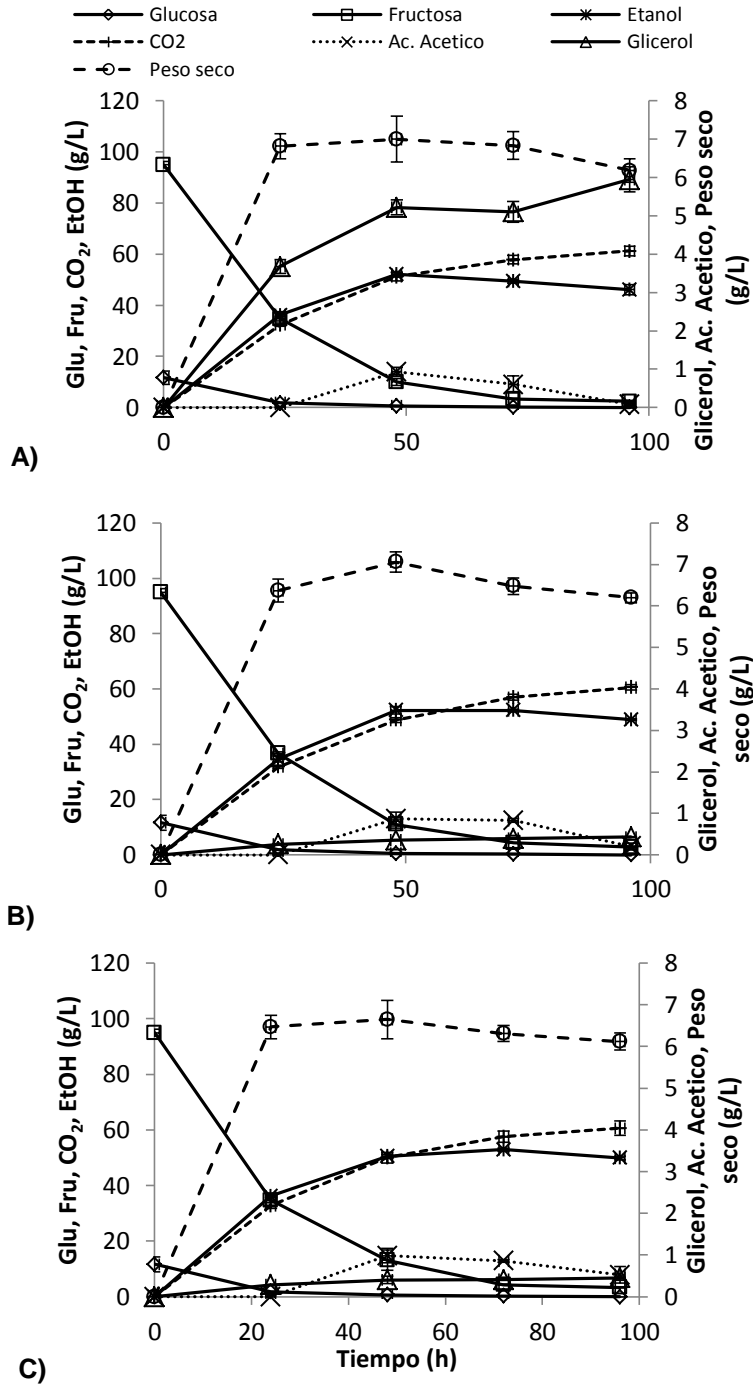 Glucosa Fructosa Etanol
CO2 Ac. Acetico Glicerol
Peso seco
120
100
80
60
40
20
0
Glu, Fru, CO2, EtOH (g/L)
8
7
6
5
4
3
2
1
0
Glicerol, Ac. Acetico, Peso seco
(g/L)
0 50 100
A)
120
100
80
60
40
20
0
Glu, Fru, CO2, EtOH (g/L)
8
7
6
5
4
3
2
1
0
Glicerol, Ac. Acetico, Peso
seco (g/L)
0 50 100
B)
120
100
80
60
40
20
0
Glu, Fru, CO2, EtOH (g/L)
8
7
6
5
4
3
2
1
0
Glicerol, Ac. Acetico, Peso
seco (g/L)
0 20 40 60 80 100
Tiempo (h)
C)